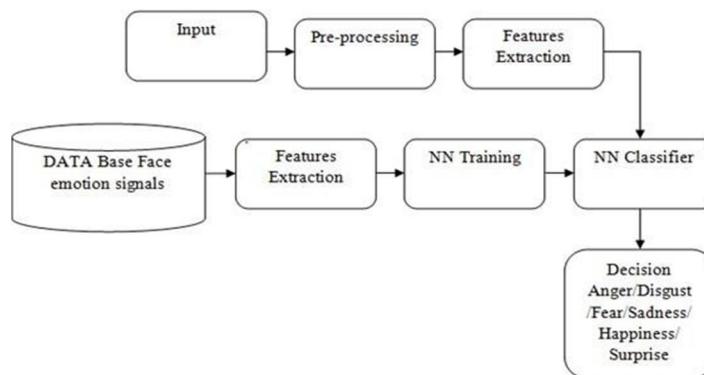 Input
Pre-processing
Features
Extraction
DATA Base Face
emotion signals
Features
Extraction
NN Training
NN Classifier
Decision
Anger/Disgust
/Fear/Sadness/
Happiness/
Surprise